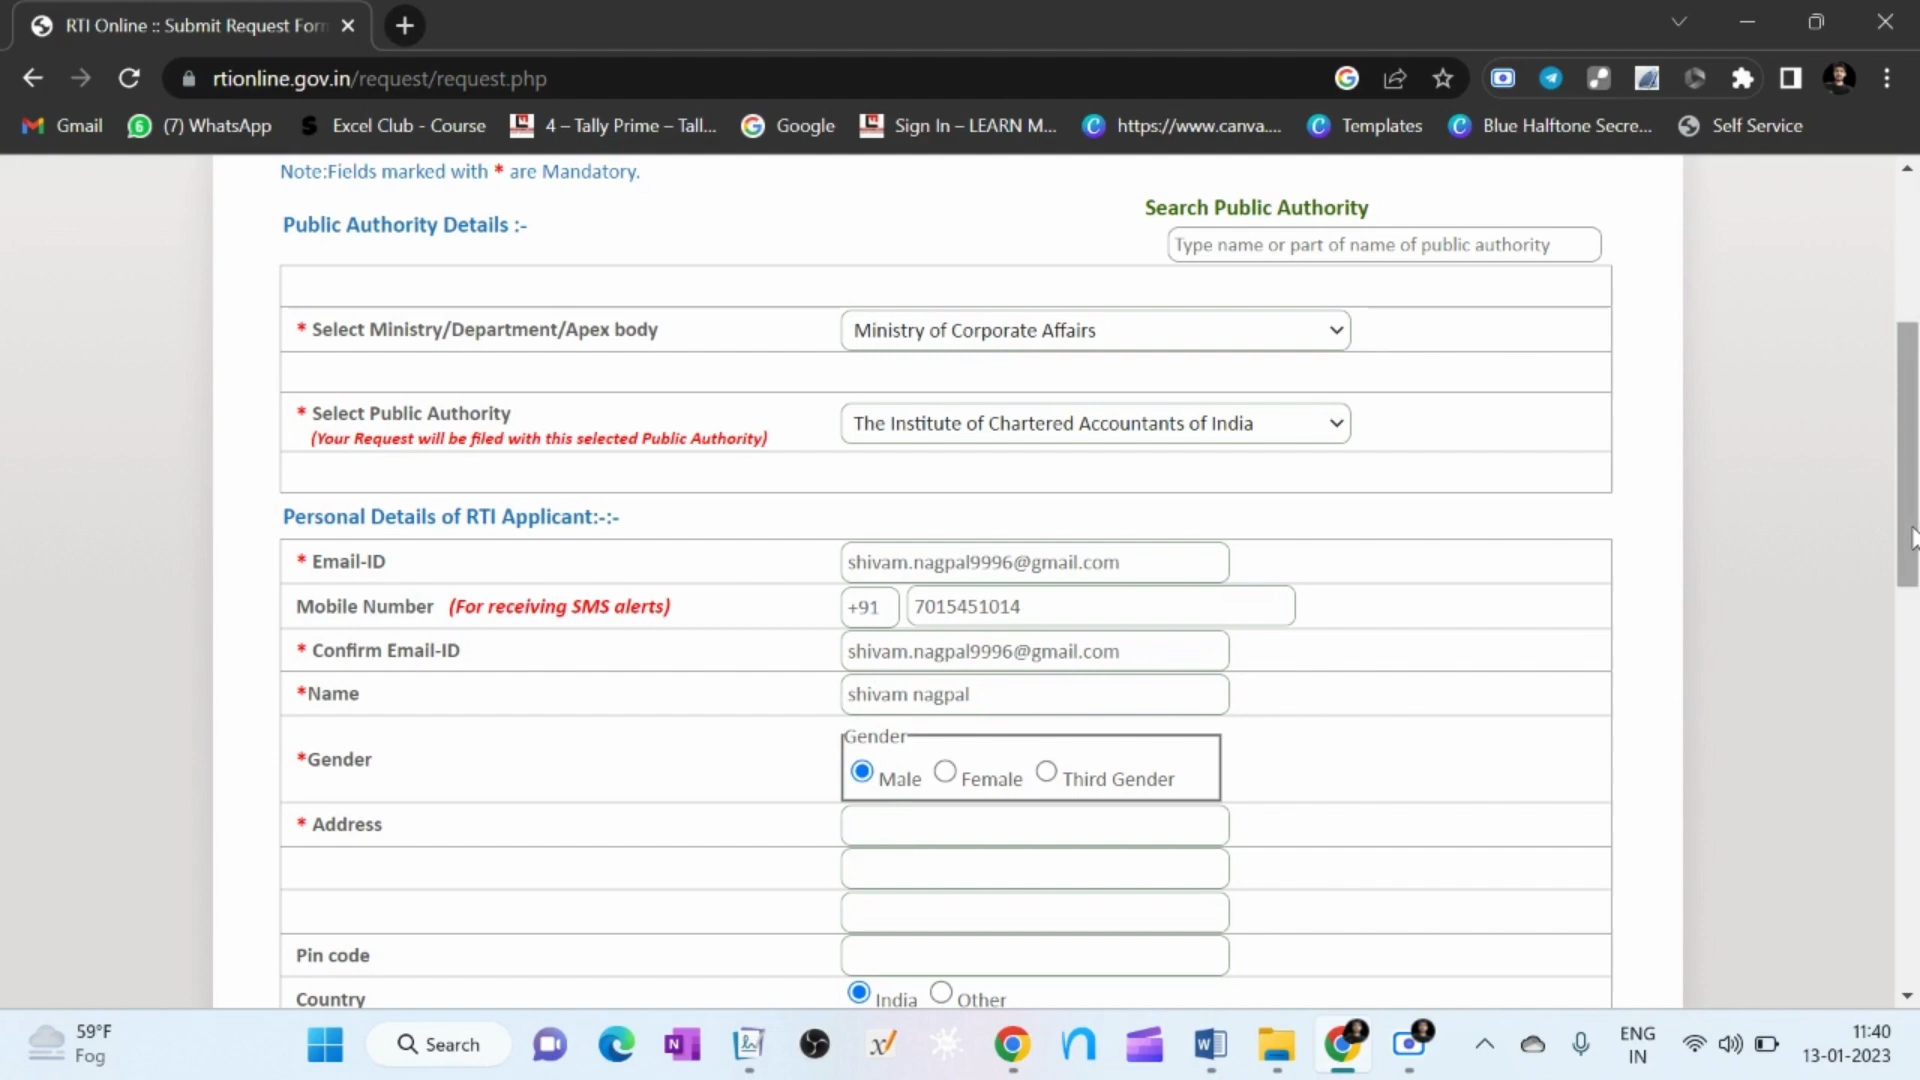 RTI Online :: Submit Request Forn
rtionline.gov.in/request/request.php
Gmail
(7) WhatsApp
Excel Club - Course
4 – Tally Prime – Tall...
Google
Sign In – LEARN M...
https://www.canva....
Templates
Blue Halftone Secre...
Self Service
Note:Fields marked with * are Mandatory.
Search Public Authority
Public Authority Details :-
Type name or part of name of public authority
* Select Ministry/Department/Apex body
Ministry of Corporate Affairs
* Select Public Authority
(Your Request will be filed with this selected Public Authority)
The Institute of Chartered Accountants of India
Personal Details of RTI Applicant:-:-
* Email-ID
shivam.nagpal9996@gmail.com
Mobile Number (For receiving SMS alerts)
+91 7015451014
* Confirm Email-ID
shivam.nagpal9996@gmail.com
*Name
shivam nagpal
*Gender
Gender
Male Female Third Gender
* Address
Pin code
Country
India Other
59°F
Fog
Search
ENG
IN
11:40
13-01-2023